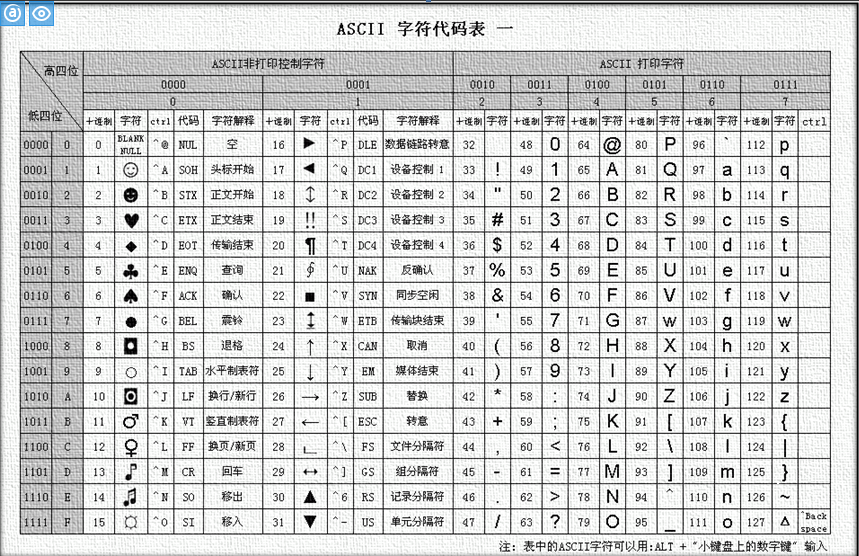 ASCII 字符代码表 一
高四位 ASCII非打印控制字符 ASCII 打印字符
0000 0001 0010 0011 0100 0101 0110 0111
0 1 2 3 4 5 6 7
低四位 十进制 字符 ctrl 代码 字符解释 十进制 字符 ctrl 代码 字符解释 十进制 字符 十进制 字符 十进制 字符 十进制 字符 十进制 字符 十进制 字符 ctrl
0000 0 0 BLANK NULL ^@ NUL 空 16 ► ^P DLE 数据链路转意 32 48 0 64 @ 80 P 96 ` 112 p
0001 1 1 ☺ ^A SOH 头标开始 17 ◄ ^Q DC1 设备控制 1 33 ! 49 1 65 A 81 Q 97 a 113 q
0010 2 2 ☻ ^B STX 正文开始 18 ↕ ^R DC2 设备控制 2 34 " 50 2 66 B 82 R 98 b 114 r
0011 3 3 ♥ ^C ETX 正文结束 19 !! ^S DC3 设备控制 3 35 # 51 3 67 C 83 S 99 c 115 s
0100 4 4 ◆ ^D EOT 传输结束 20 ¶ ^T DC4 设备控制 4 36 $ 52 4 68 D 84 T 100 d 116 t
0101 5 5 ♣ ^E ENQ 查询 21 ∮ ^U NAK 反确认 37 % 53 5 69 E 85 U 101 e 117 u
0110 6 6 ♠ ^F ACK 确认 22 ■ ^V SYN 同步空闲 38 & 54 6 70 F 86 V 102 f 118 v
0111 7 7 ● ^G BEL 震铃 23 ↨ ^W ETB 传输块结束 39 ' 55 7 71 G 87 w 103 g 119 w
1000 8 8 ◘ ^H BS 退格 24 ↑ ^X CAN 取消 40 ( 56 8 72 H 88 X 104 h 120 x
1001 9 9 ○ ^I TAB 水平制表符 25 ↓ ^Y EM 媒体结束 41 ) 57 9 73 I 89 Y 105 i 121 y
1010 A 10 ◙ ^J LF 换行/新行 26 → ^Z SUB 替换 42 * 58 : 74 J 90 Z 106 j 122 z
1011 B 11 ♂ ^K VT 竖直制表符 27 ← ^[ ESC 转意 43 + 59 ; 75 K 91 [ 107 k 123 {
1100 C 12 ♀ ^L FF 换页/新页 28 ∟ ^\ FS 文件分隔符 44 , 60 < 76 L 92 \ 108 l 124 |
1101 D 13 ♪ ^M CR 回车 29 ↔ ^] GS 组分隔符 45 - 61 = 77 M 93 ] 109 m 125 }
1110 E 14 ♫ ^N SO 移出 30 ▲ ^6 RS 记录分隔符 46 . 62 > 78 N 94 ^ 110 n 126 ~
1111 F 15 ☼ ^O SI 移入 31 ▼ ^- US 单元分隔符 47 / 63 ? 79 O 95 _ 111 o 127 Δ ^Back space
注：表中的ASCII字符可以用:ALT + "小键盘上的数字键" 输入